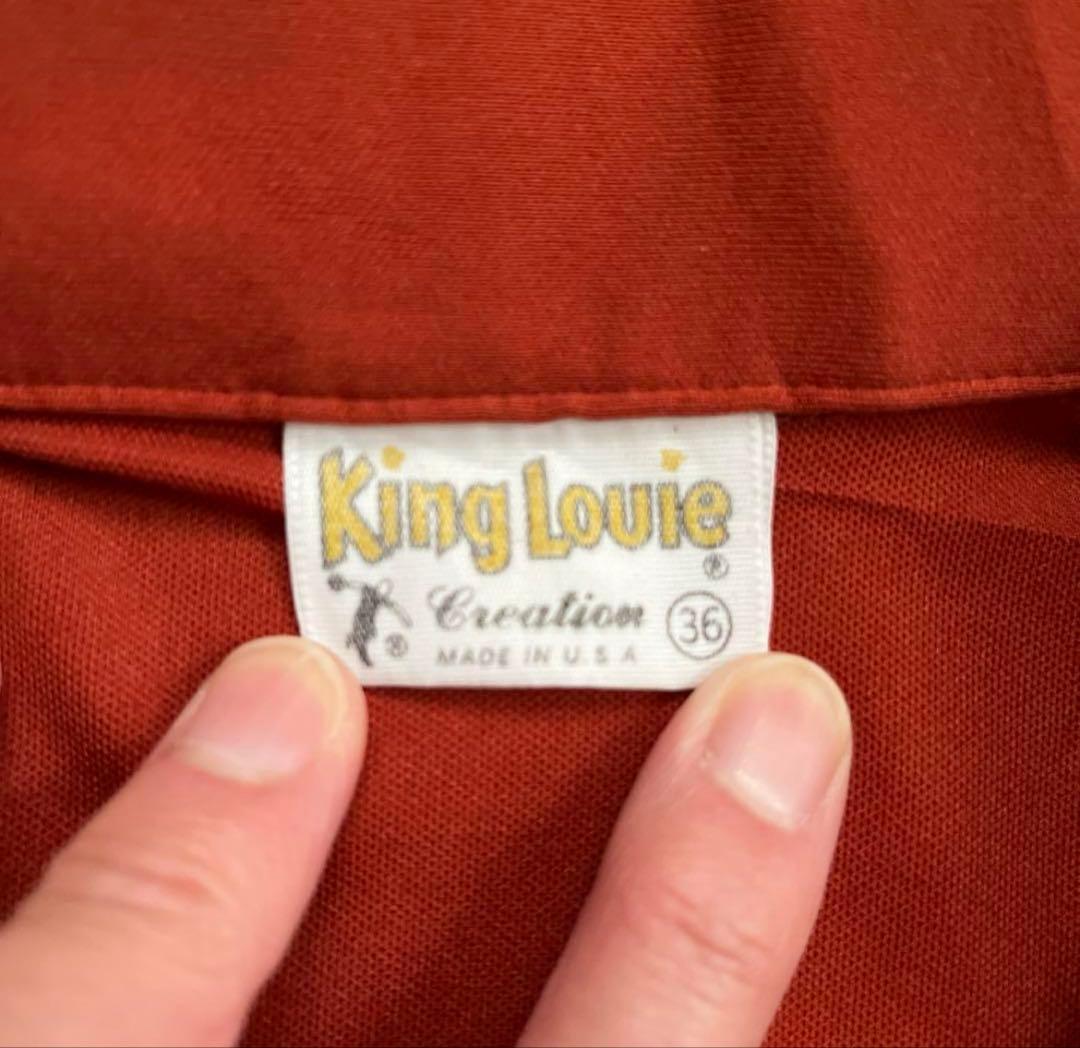 King Louie
®
Creation 36
®
MADE IN U.S A